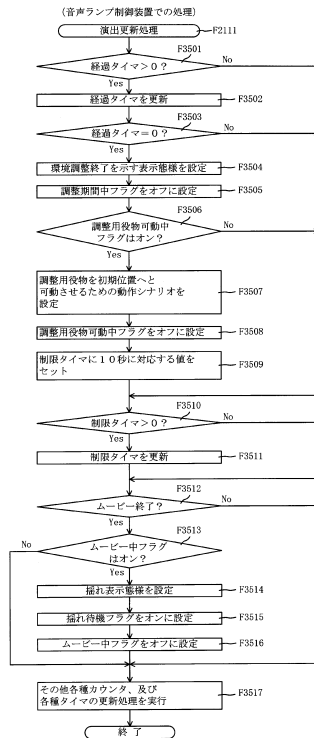 (音声ランプ制御装置での処理)
演出更新処理
F2111
F3501
経過タイマ>0?
No
Yes
経過タイマを更新
F3502
F3503
経過タイマ=0?
No
Yes
環境調整終了を示す表示態様を設定
F3504
調整期間中フラグをオフに設定
F3505
F3506
調整用役物可動中
フラグはオン?
No
Yes
調整用役物を初期位置へと
可動させるための動作シナリオを
設定
F3507
調整用役物可動中フラグをオフに設定
F3508
制限タイマに10秒に対応する値を
セット
F3509
F3510
制限タイマ>0?
No
Yes
制限タイマを更新
F3511
F3512
ムービー終了?
No
Yes
F3513
No
ムービー中フラグ
はオン?
Yes
揺れ表示態様を設定
F3514
揺れ待機フラグをオンに設定
F3515
ムービー中フラグをオフに設定
F3516
その他各種カウンタ、及び
各種タイマの更新処理を実行
F3517
終了